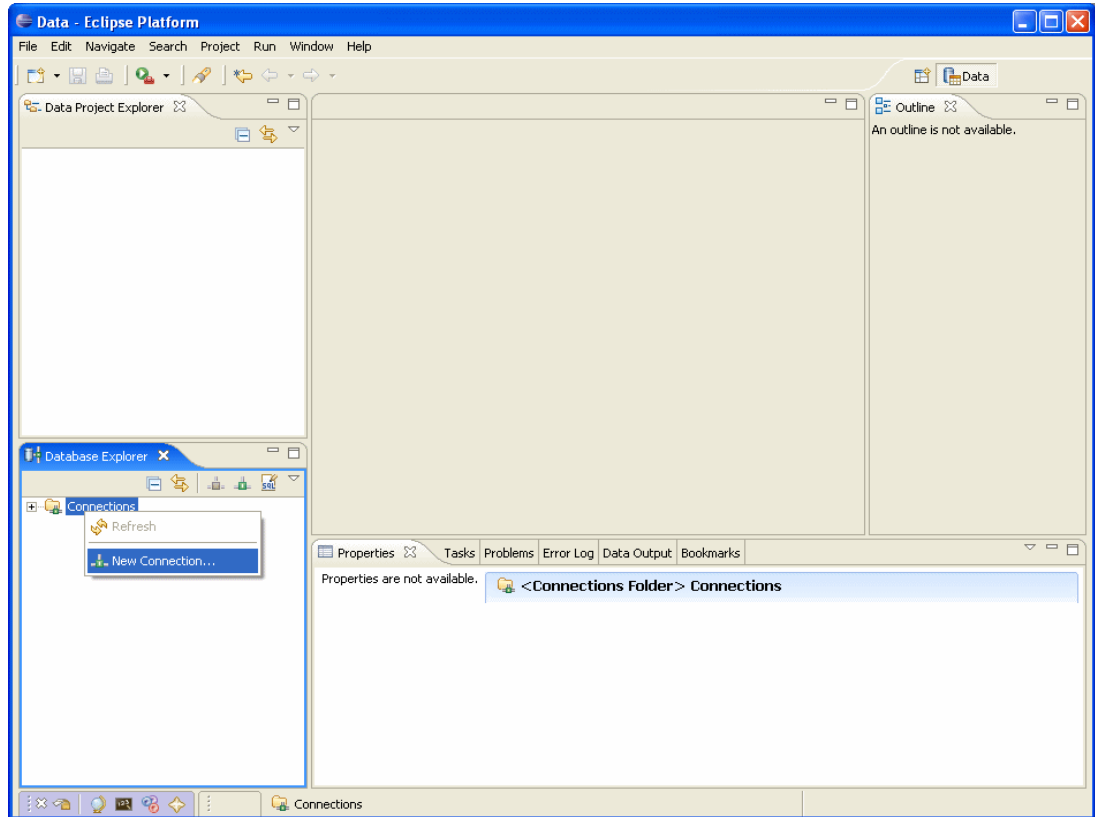 Data - Eclipse Platform
File Edit Navigate Search Project Run Window Help
Data
Data Project Explorer
Outline
An outline is not available.
Database Explorer
SQL
Connections
Refresh
New Connection...
Properties Tasks Problems Error Log Data Output Bookmarks
Properties are not available.
<Connections Folder> Connections
Connections